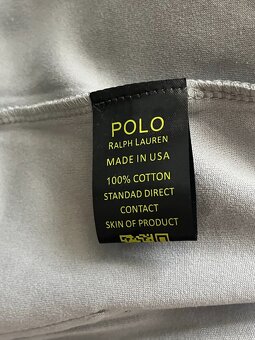 POLO
RALPH LAUREN
MADE IN USA
100% COTTON
STANDAD DIRECT
CONTACT
SKIN OF PRODUCT